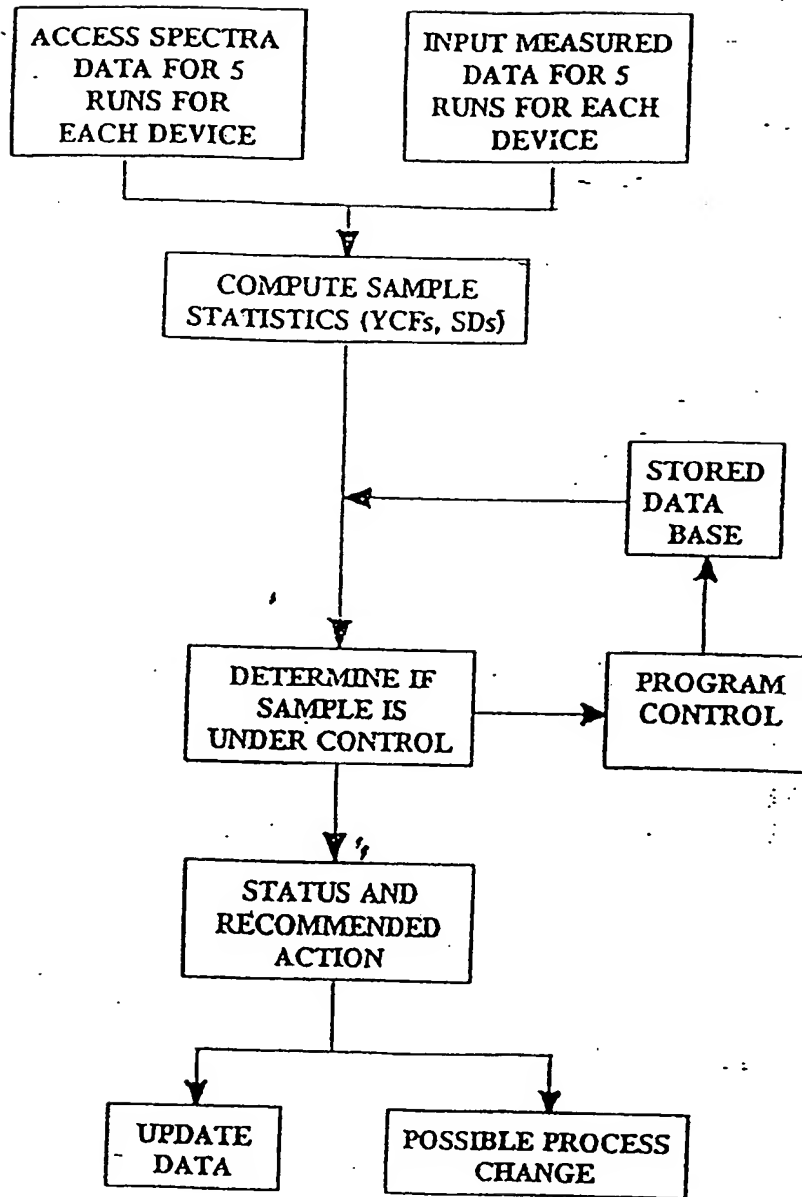 ACCESS SPECTRA
DATA FOR 5
RUNS FOR
EACH DEVICE
INPUT MEASURED
DATA FOR 5
RUNS FOR EACH
DEVICE
COMPUTE SAMPLE
STATISTICS (YCFs, SDs)
STORED
DATA
BASE
DETERMINE IF
SAMPLE IS
UNDER CONTROL
PROGRAM
CONTROL
STATUS AND
RECOMMENDED
ACTION
UPDATE
DATA
POSSIBLE PROCESS
CHANGE